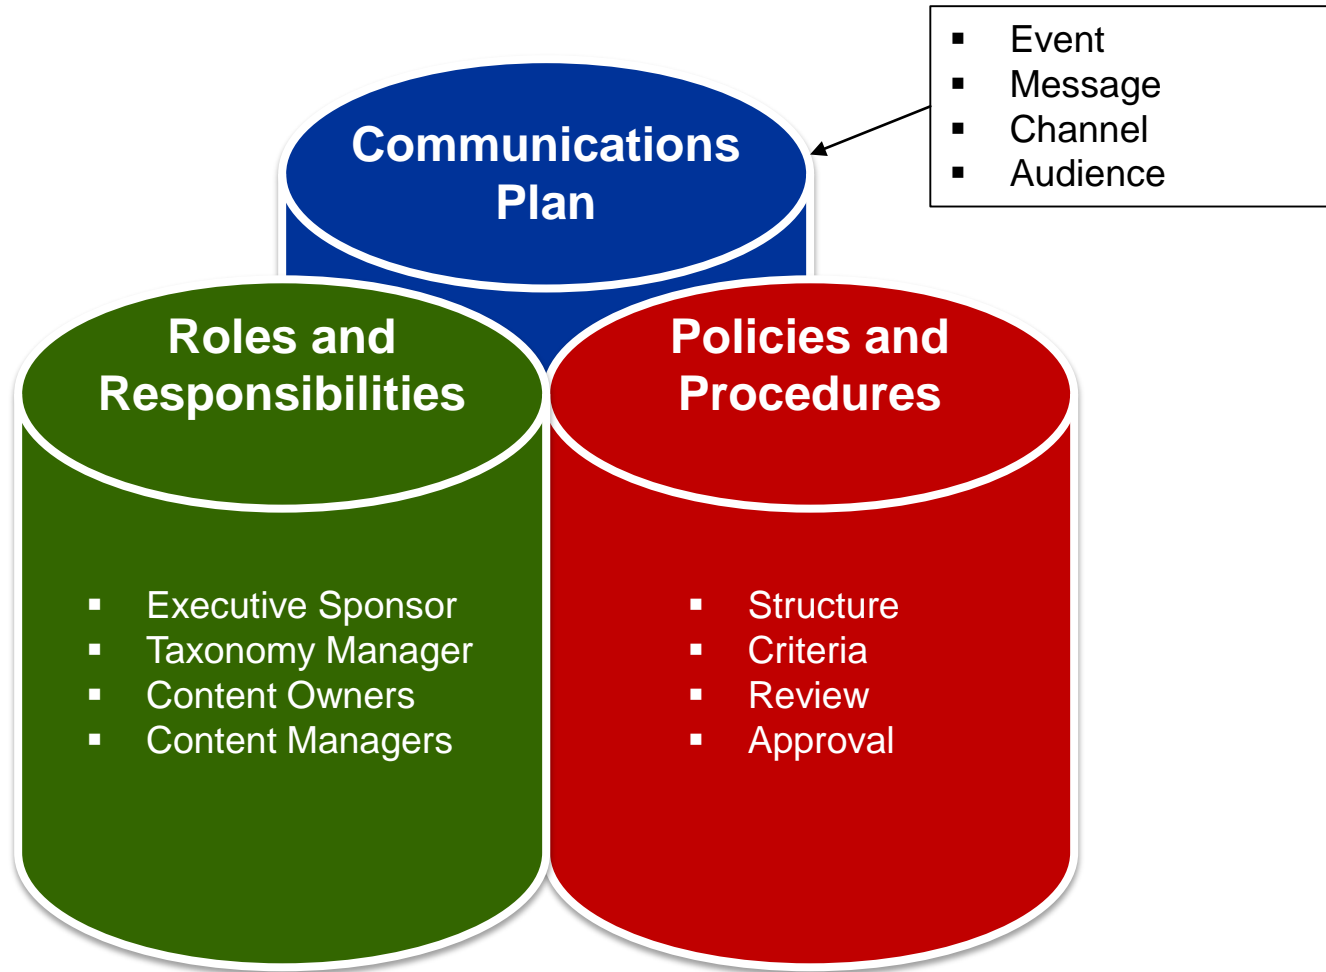 ▪ Event
▪ Message
▪ Channel
▪ Audience
Communications
Plan
Roles and
Responsibilities
▪ Executive Sponsor
▪ Taxonomy Manager
▪ Content Owners
▪ Content Managers
Policies and
Procedures
▪ Structure
▪ Criteria
▪ Review
▪ Approval